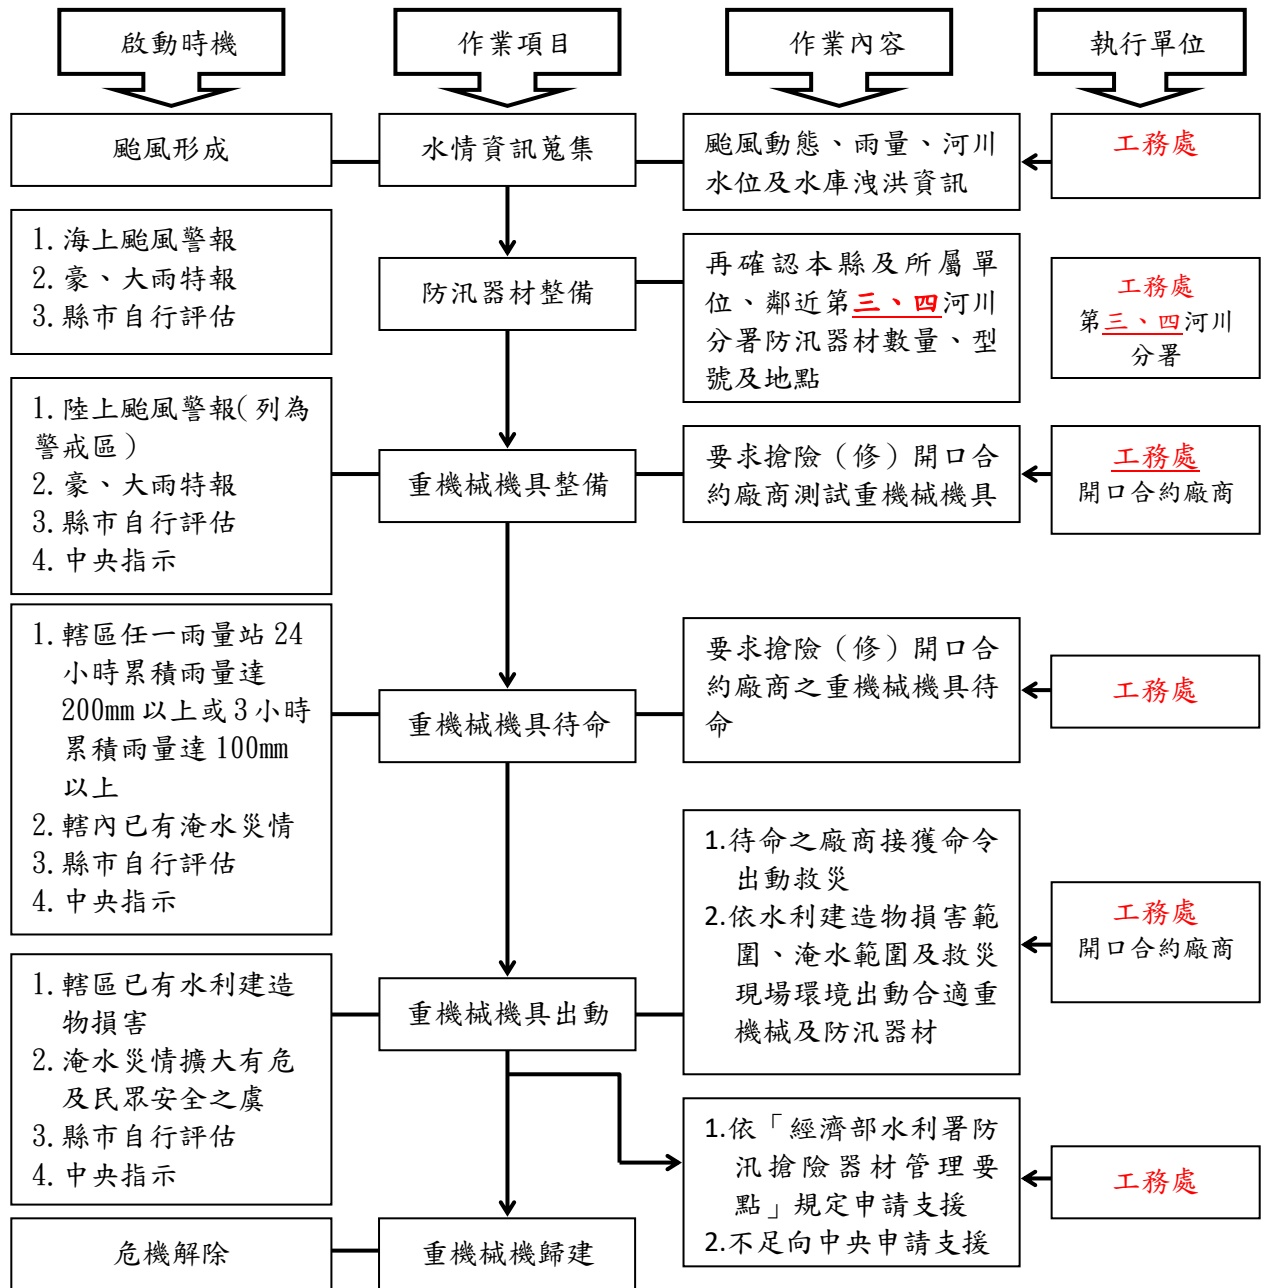 啟動時機
作業項目
作業內容
執行單位
颱風形成
水情資訊蒐集
颱風動態、雨量、河川
水位及水庫洩洪資訊
工務處
1.海上颱風警報
2.豪、大雨特報
3.縣市自行評估
防汛器材整備
再確認本縣及所屬單
位、鄰近第三、四河川
分署防汛器材數量、型
號及地點
工務處
第三、四河川
分署
1.陸上颱風警報(列為
警戒區)
2.豪、大雨特報
3.縣市自行評估
4.中央指示
重機械機具整備
要求搶險（修）開口合
約廠商測試重機械機具
工務處
開口合約廠商
1.轄區任一雨量站 24
小時累積雨量達
200mm 以上或 3 小時
累積雨量達 100mm
以上
2.轄內已有淹水災情
3.縣市自行評估
4.中央指示
重機械機具待命
要求搶險（修）開口合
約廠商之重機械機具待
命
工務處
1.轄區已有水利建造
物損害
2.淹水災情擴大有危
及民眾安全之虞
3.縣市自行評估
4.中央指示
重機械機具出動
1.待命之廠商接獲命令
出動救災
2.依水利建造物損害範
圍、淹水範圍及救災
現場環境出動合適重
機械及防汛器材
工務處
開口合約廠商
1.依「經濟部水利署防
汛搶險器材管理要
點」規定申請支援
2.不足向中央申請支援
工務處
危機解除
重機械機歸建